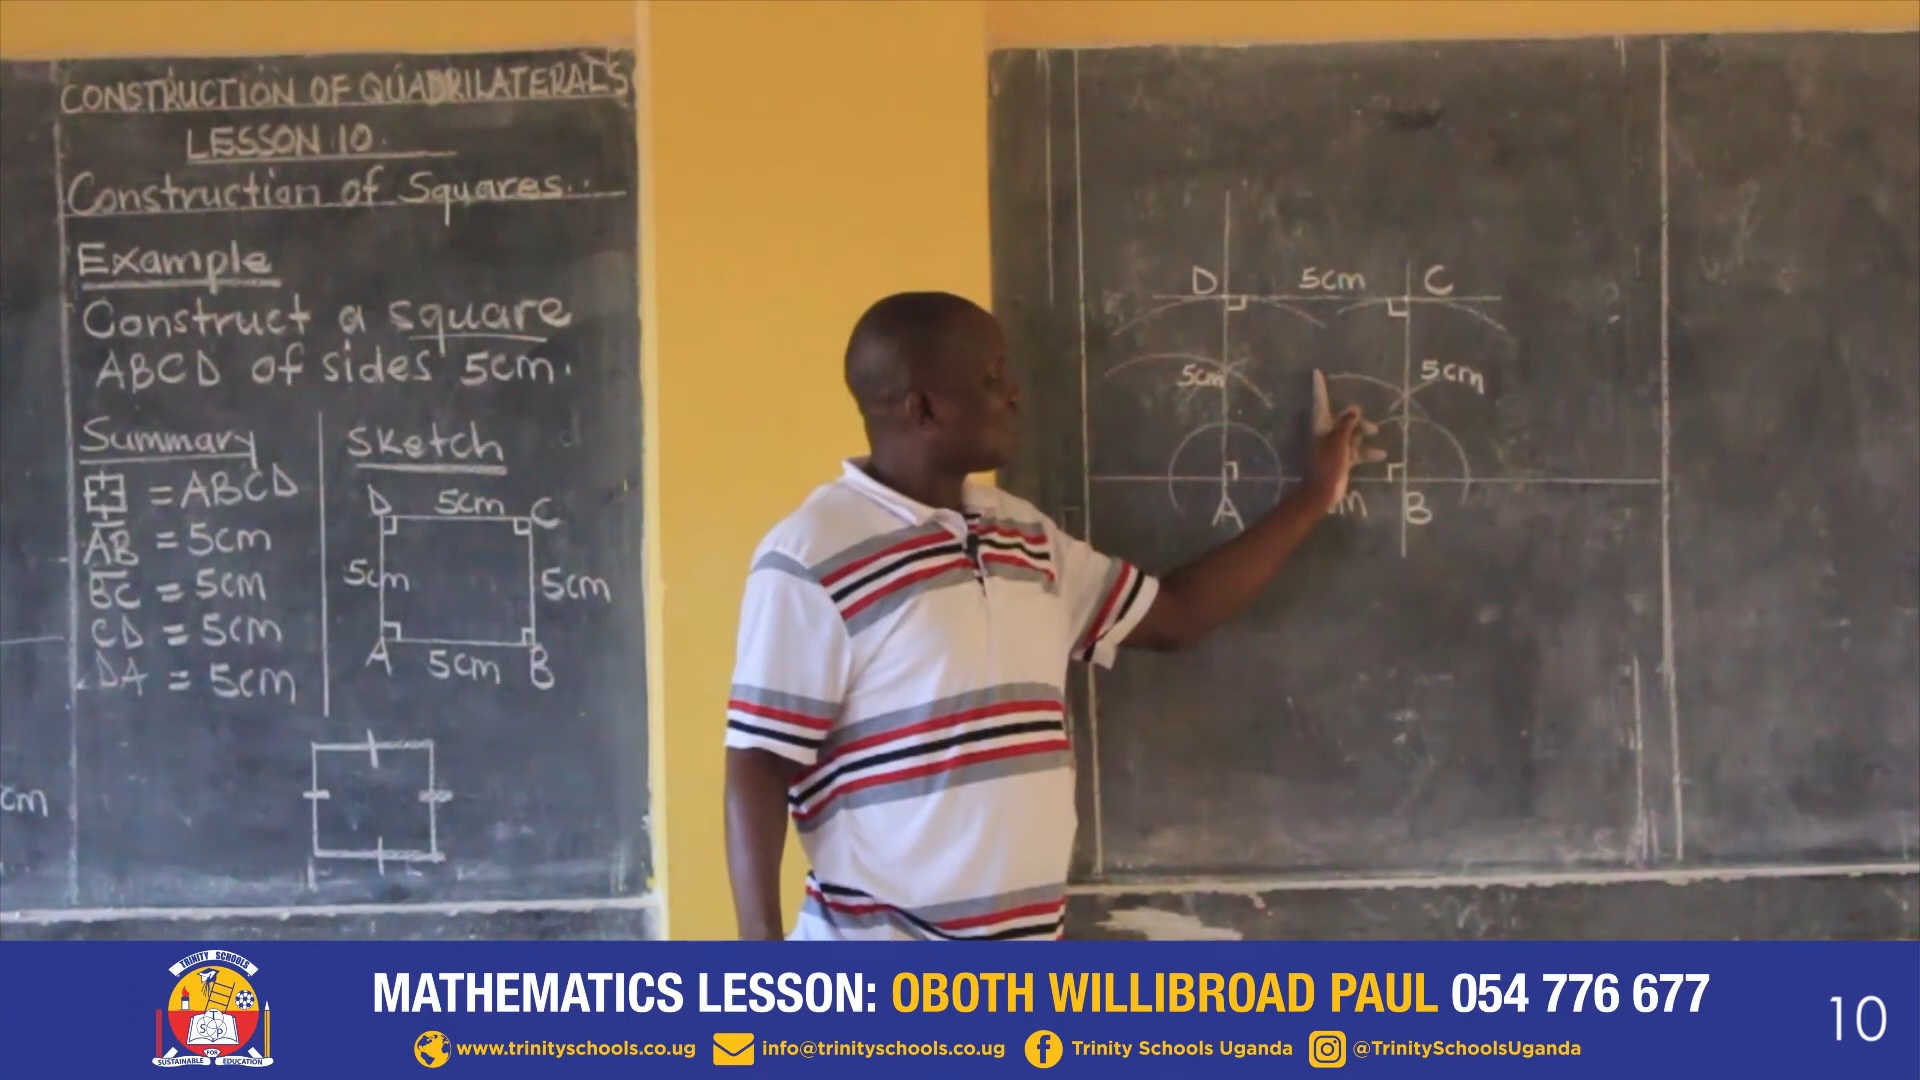 CONSTRUCTION OF QUADRILATERALS
LESSON 10.
Construction of Squares..
Example
Construct a square
ABCD of sides 5cm.
Summary
= ABCD
AB = 5cm
BC = 5cm
CD = 5cm
DA = 5cm
Sketch
D 5cm C
5cm 5cm
A 5cm B
cm
D 5cm C
5cm 5cm
A m B
TRINITY SCHOOLS
S T P
SUSTAINABLE FOR EDUCATION
MATHEMATICS LESSON: OBOTH WILLIBROAD PAUL 054 776 677
www.trinityschools.co.ug info@trinityschools.co.ug Trinity Schools Uganda @TrinitySchoolsUganda
10